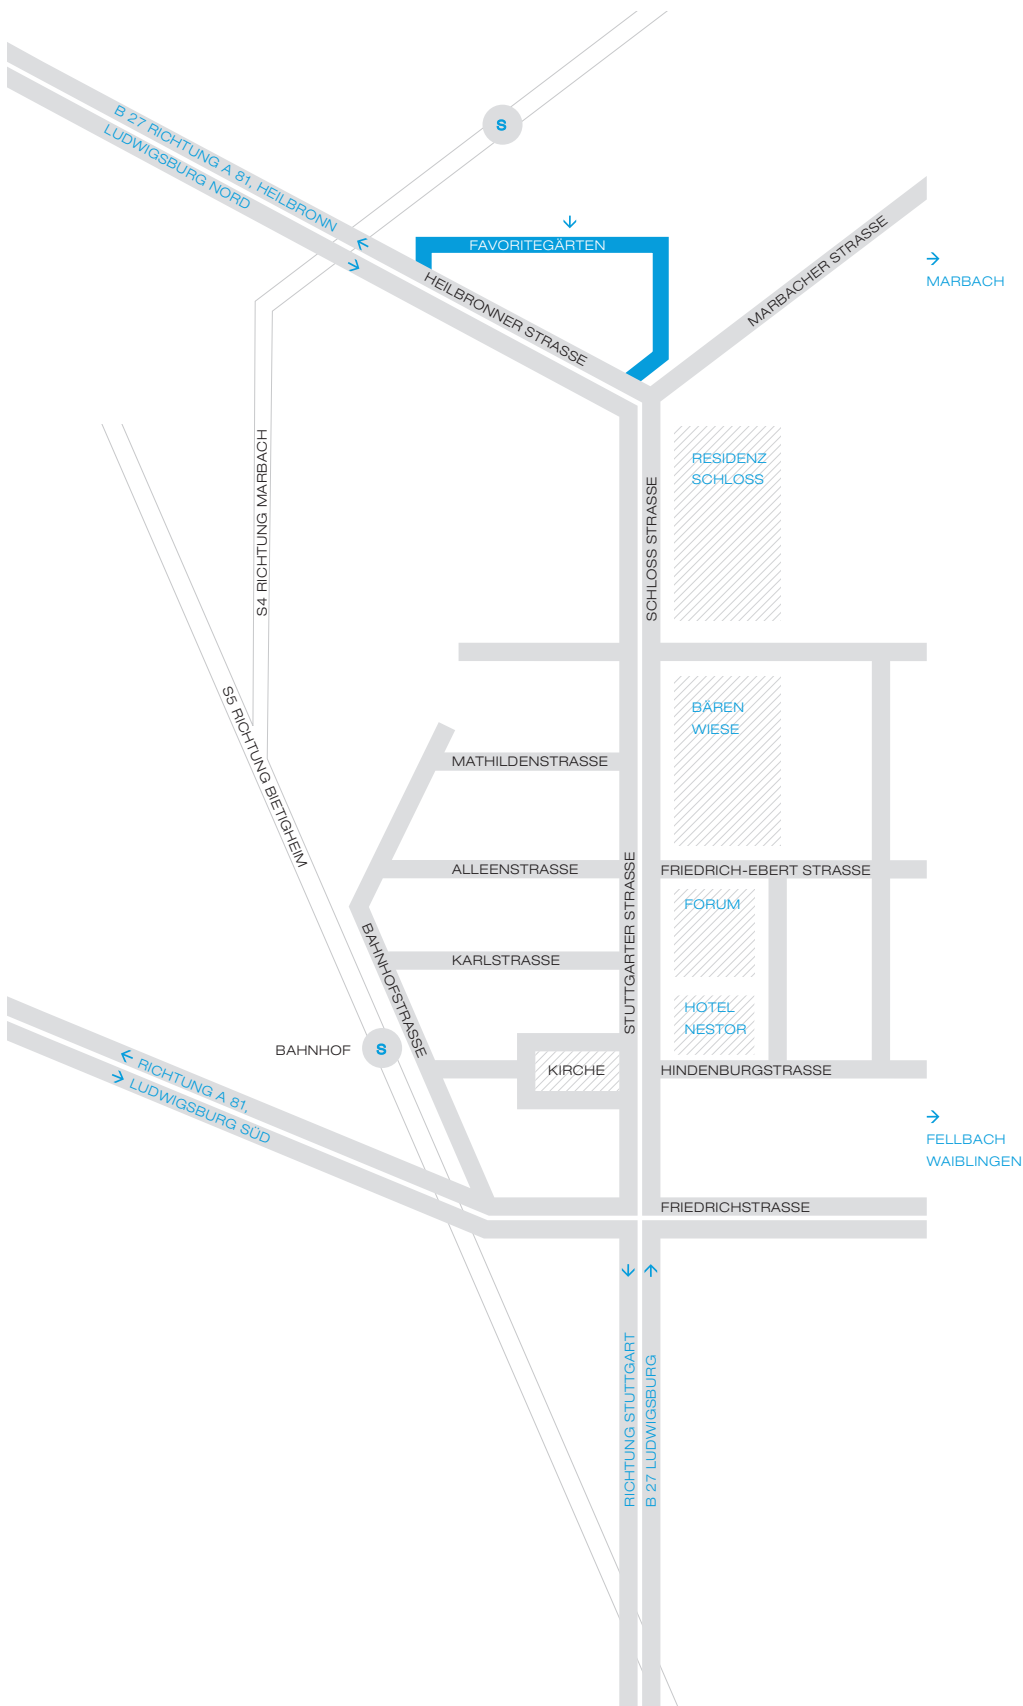 S
B 27 RICHTUNG A 81, HEILBRONN
LUDWIGSBURG NORD
FAVORITEGÄRTEN
MARBACHER STRASSE
MARBACH
HEILBRONNER STRASSE
S4 RICHTUNG MARBACH
RESIDENZ
SCHLOSS
SCHLOSS STRASSE
S5 RICHTUNG BIETIGHEIM
BÄREN
WIESE
MATHILDENSTRASSE
ALLEENSTRASSE
FRIEDRICH-EBERT STRASSE
STUTTGARTER STRASSE
FORUM
BAHNHOFSTRASSE
KARLSTRASSE
HOTEL
NESTOR
BAHNHOF
S
KIRCHE
HINDENBURGSTRASSE
RICHTUNG A 81,
LUDWIGSBURG SÜD
FELLBACH
WAIBLINGEN
FRIEDRICHSTRASSE
RICHTUNG STUTTGART
B 27 LUDWIGSBURG